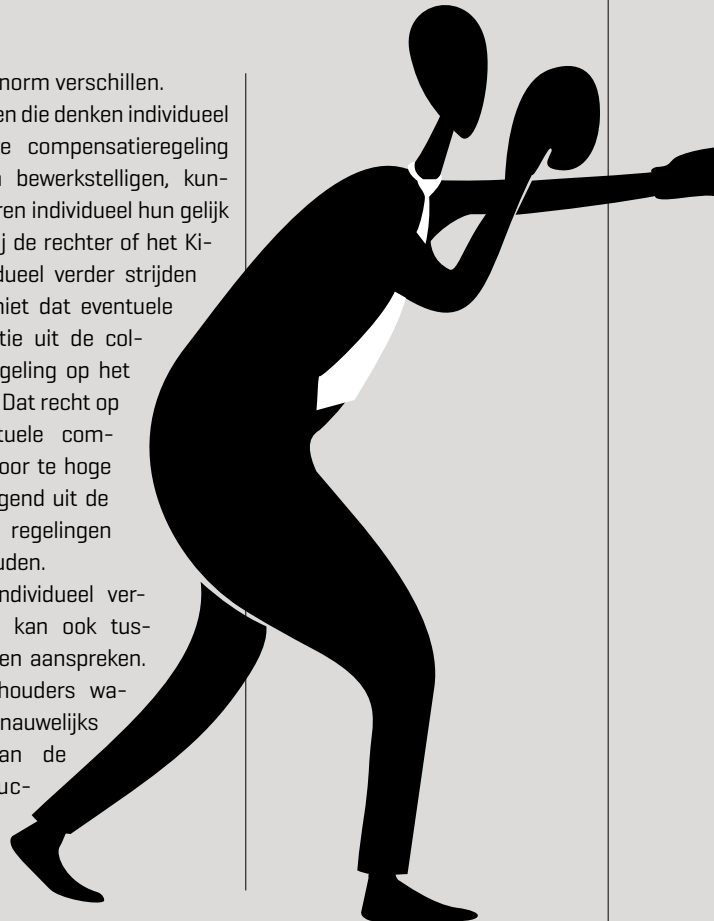 norm verschillen.
en die denken individueel
e compensatieregeling
bewerkstelligen, kun-
ren individueel hun gelijk
j de rechter of het Ki-
dueel verder strijden
niet dat eventuele
tie uit de col-
geling op het
Dat recht op
tuele com-
oor te hoge
gend uit de
regelingen
uden.
ndividueel ver-
kan ook tus-
en aanspreken.
houders wa-
nauwelijks
an de
uc-